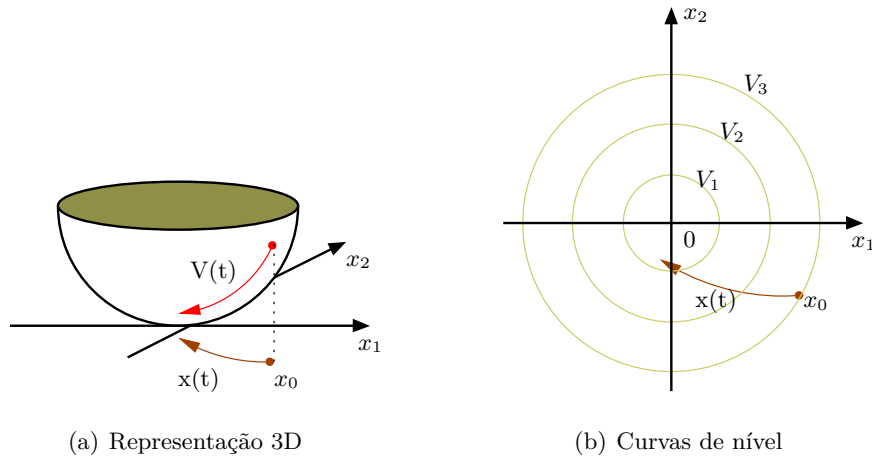 V(t)
x₂
x₁
x(t)
x₀
(a) Representação 3D
x₂
V₃
V₂
V₁
0
x₁
x(t)
x₀
(b) Curvas de nível